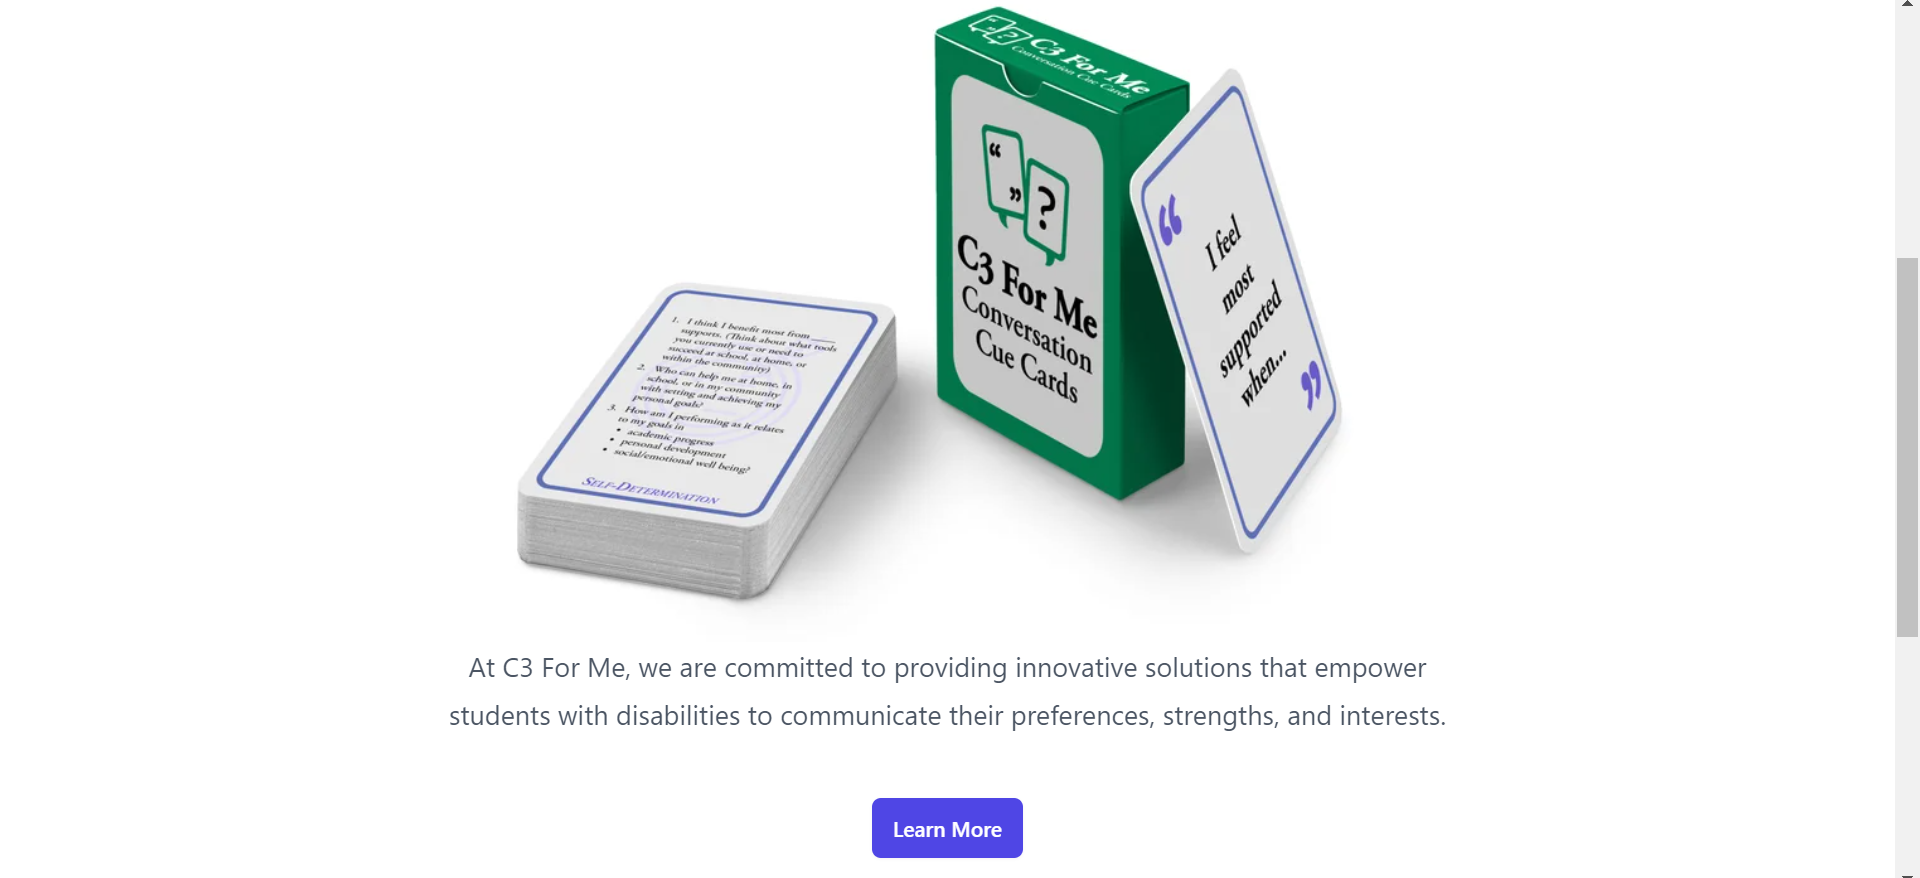 C3 For Me
Conversation Cue Cards
“ ”
?
C3 For Me
Conversation
Cue Cards
“
I feel
most
supported
when...
”
1. I think I benefit most from____
supports. (Think about what tools
you currently use or need to
succeed at school, at home, or
within the community)
2. Who can help me at home, in
school, or in my community
with setting and achieving my
personal goals?
3. How am I performing as it relates
to my goals in
• academic progress
• personal development
• social/emotional well being?
SELF-DETERMINATION
At C3 For Me, we are committed to providing innovative solutions that empower
students with disabilities to communicate their preferences, strengths, and interests.
Learn More